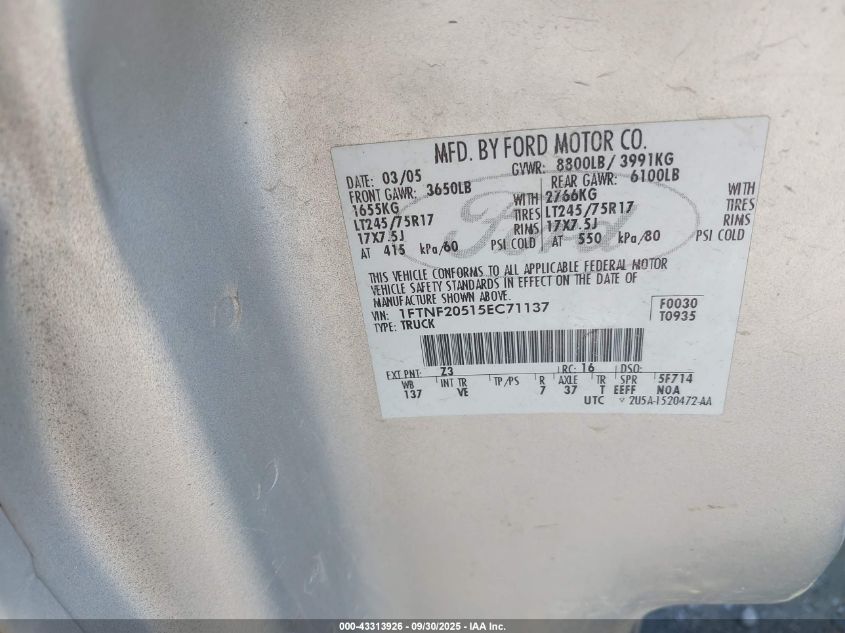 MFD. BY FORD MOTOR CO.
DATE: 03/05 GVWR: 8800LB/ 3991KG
FRONT GAWR: 3650LB REAR GAWR: 6100LB
1655KG WITH 2766KG WITH
LT245/75R17 TIRES LT245/75R17 TIRES
17X7.5J RIMS 17X7.5J RIMS
AT 415 kPa/60 PSI COLD AT 550 kPa/80 PSI COLD
Ford
THIS VEHICLE CONFORMS TO ALL APPLICABLE FEDERAL MOTOR
VEHICLE SAFETY STANDARDS IN EFFECT ON THE DATE OF
MANUFACTURE SHOWN ABOVE.
VIN: 1FTNF20515EC71137 F0030
TYPE: TRUCK T0935
EXT PNT: Z3 RC: 16 DSO:
WB INT TR TP/PS R AXLE TR SPR 5F714
137 VE 7 37 T EEFF NOA
UTC 2U5A-1520472-AA
000-43313926 - 09/30/2025 - IAA Inc.